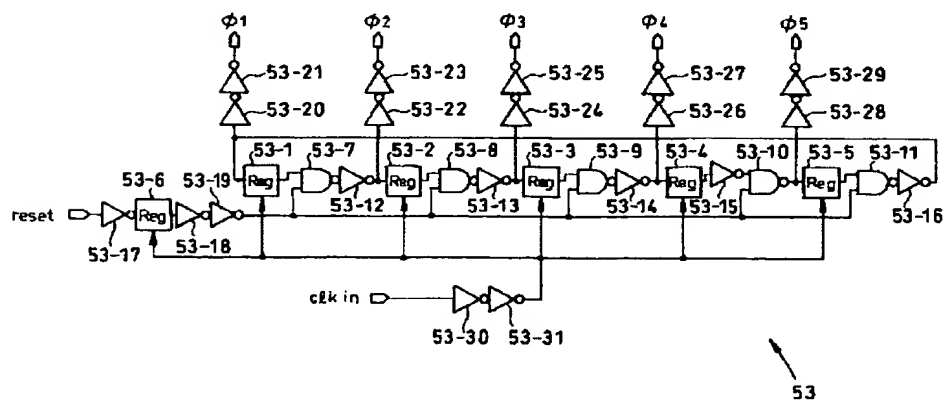 ϕ1 ϕ2 ϕ3 ϕ4 ϕ5
53-21 53-23 53-25 53-27 53-29
53-20 53-22 53-24 53-26 53-28
53-1 53-7 53-2 53-8 53-3 53-9 53-4 53-10 53-5 53-11
53-6 53-19
Reg Reg Reg Reg Reg
reset Reg
53-12 53-13 53-14 53-15 53-16
53-17 53-18
clk in
53-30 53-31
53